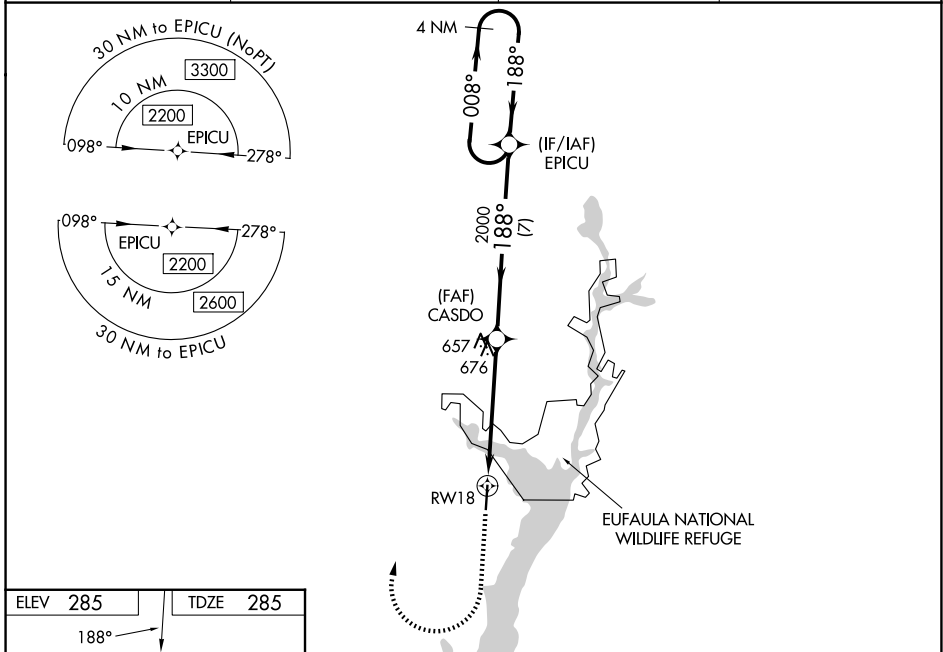 30 NM to EPICU (NoPT)
3300
10 NM
2200
EPICU
098°
278°
098°
278°
EPICU
2200
15 NM
2600
30 NM to EPICU
4 NM
008°
188°
(IF/IAF)
EPICU
2000
188°
(7)
(FAF)
CASDO
657
676
RW18
EUFAULA NATIONAL
WILDLIFE REFUGE
ELEV 285
TDZE 285
188°